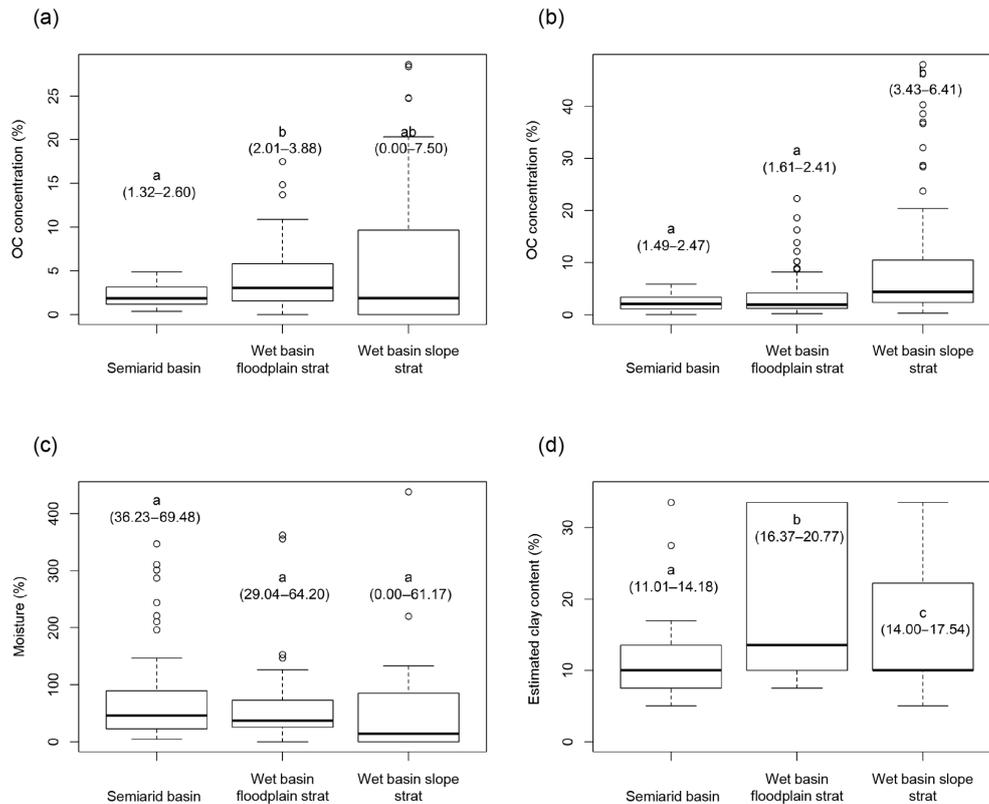 (a)
OC concentration (%)
25
20
15
10
5
0
a
(1.32–2.60)
b
(2.01–3.88)
ab
(0.00–7.50)
Semiarid basin
Wet basin
floodplain strat
Wet basin slope
strat
(b)
OC concentration (%)
40
30
20
10
0
a
(1.49–2.47)
a
(1.61–2.41)
b
(3.43–6.41)
Semiarid basin
Wet basin
floodplain strat
Wet basin slope
strat
(c)
Moisture (%)
400
300
200
100
0
a
(36.23–69.48)
a
(29.04–64.20)
a
(0.00–61.17)
Semiarid basin
Wet basin
floodplain strat
Wet basin slope
strat
(d)
Estimated clay content (%)
30
20
10
0
a
(11.01–14.18)
b
(16.37–20.77)
c
(14.00–17.54)
Semiarid basin
Wet basin
floodplain strat
Wet basin slope
strat